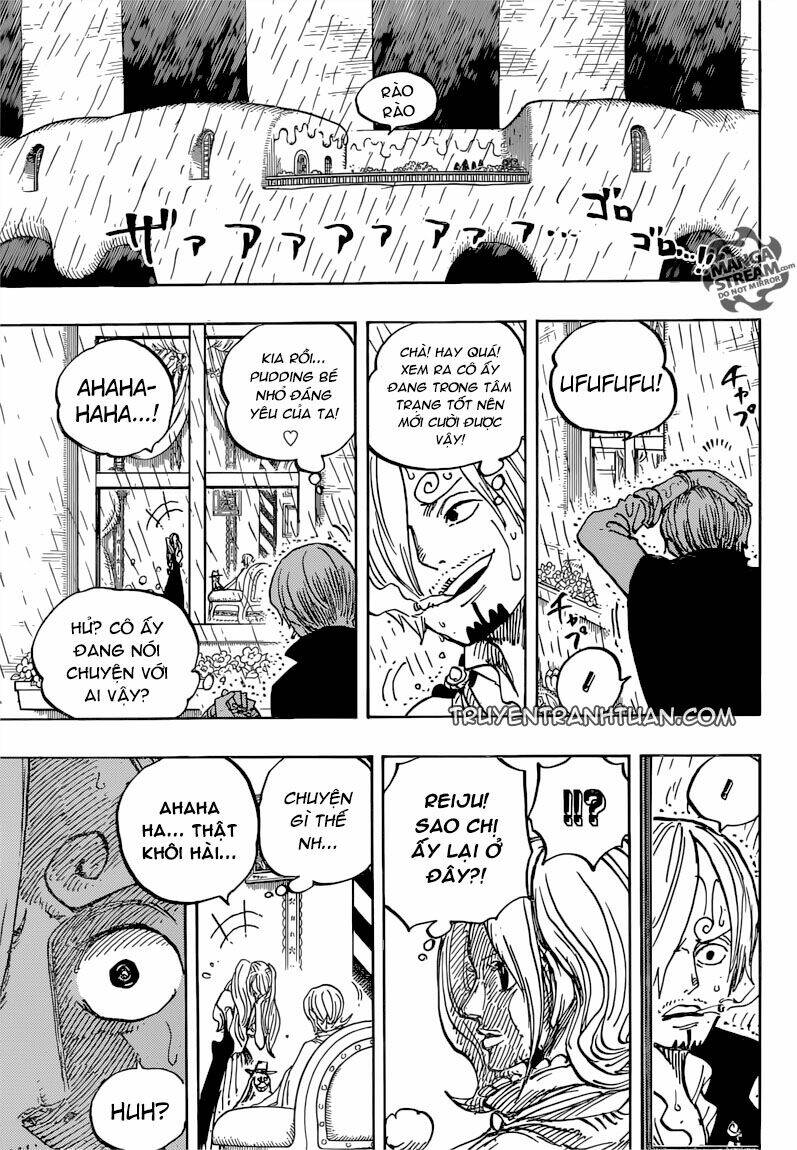 RÀO
RÀO
ザァァァァァァ...
ゴロ
ゴロ...!!
MANGA
STREAM.com
DO NOT MIRROR
UFUFUFU!
チャプ
チャプ
!
CHÀ! HAY QUÁ!
XEM RA CÔ ẤY
ĐANG TRONG TÂM
TRẠNG TỐT NÊN
MỚI CƯỜI ĐƯỢC
VẬY!
KIA RỒI...
PUDDING BÉ
NHỎ ĐÁNG
YÊU CỦA TA!
♡
AHAHA-
HAHA...!
HỬ? CÔ ẤY
ĐANG NÓI
CHUYỆN VỚI
AI VẬY?
TRUYENTRANHTUAN.COM
!
!!?
REIJU!
SAO CHỊ
ẤY LẠI Ở
ĐÂY?!
CHUYỆN
GÌ THẾ
NH...
AHAHA
HA... THẬT
KHÔI HÀI...
HUH?